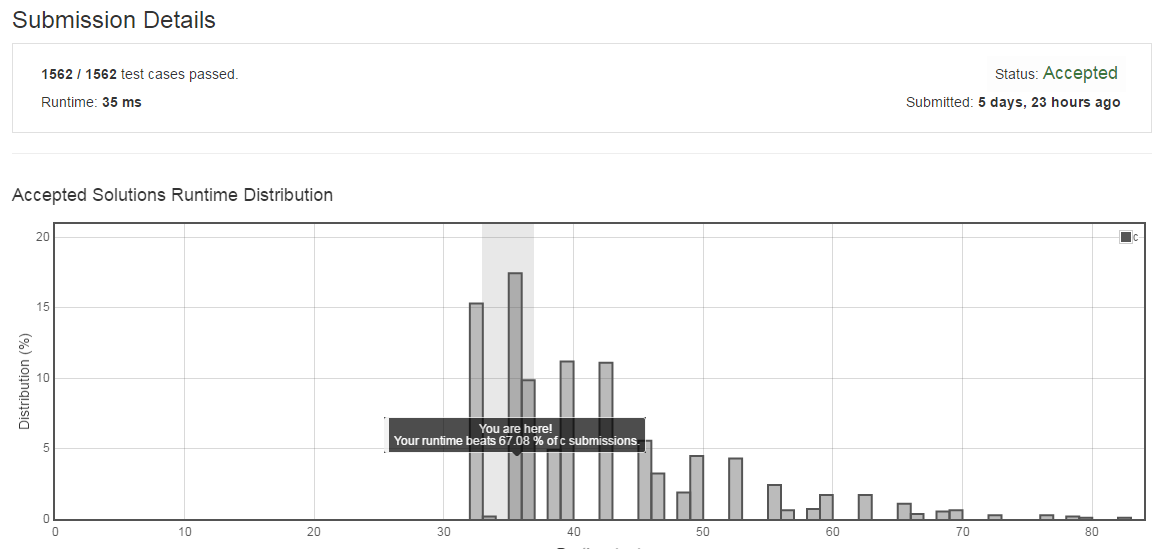 Submission Details
1562 / 1562 test cases passed.
Status: Accepted
Runtime: 35 ms
Submitted: 5 days, 23 hours ago
Accepted Solutions Runtime Distribution
20
c
15
Distribution (%)
10
You are here!
Your runtime beats 67.08 % of c submissions.
5
0
0 10 20 30 40 50 60 70 80